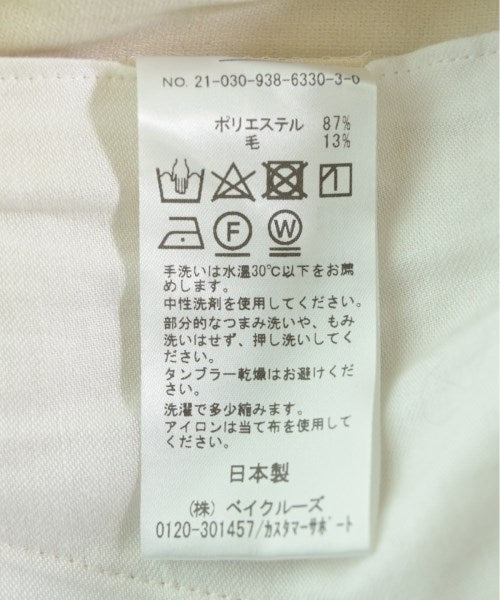 NO. 21-030-938-6330-3-0
ポリエステル 87%
毛 13%
F W
手洗いは水温30℃以下をお薦
めします。
中性洗剤を使用してください。
部分的なつまみ洗いや、もみ
洗いはせず、押し洗いしてく
ださい。
タンブラー乾燥はお避けくだ
さい。
洗濯で多少縮みます。
アイロンは当て布を使用して
ください。
日本製
(株) ベイクルーズ
0120-301457/カスタマーサポート